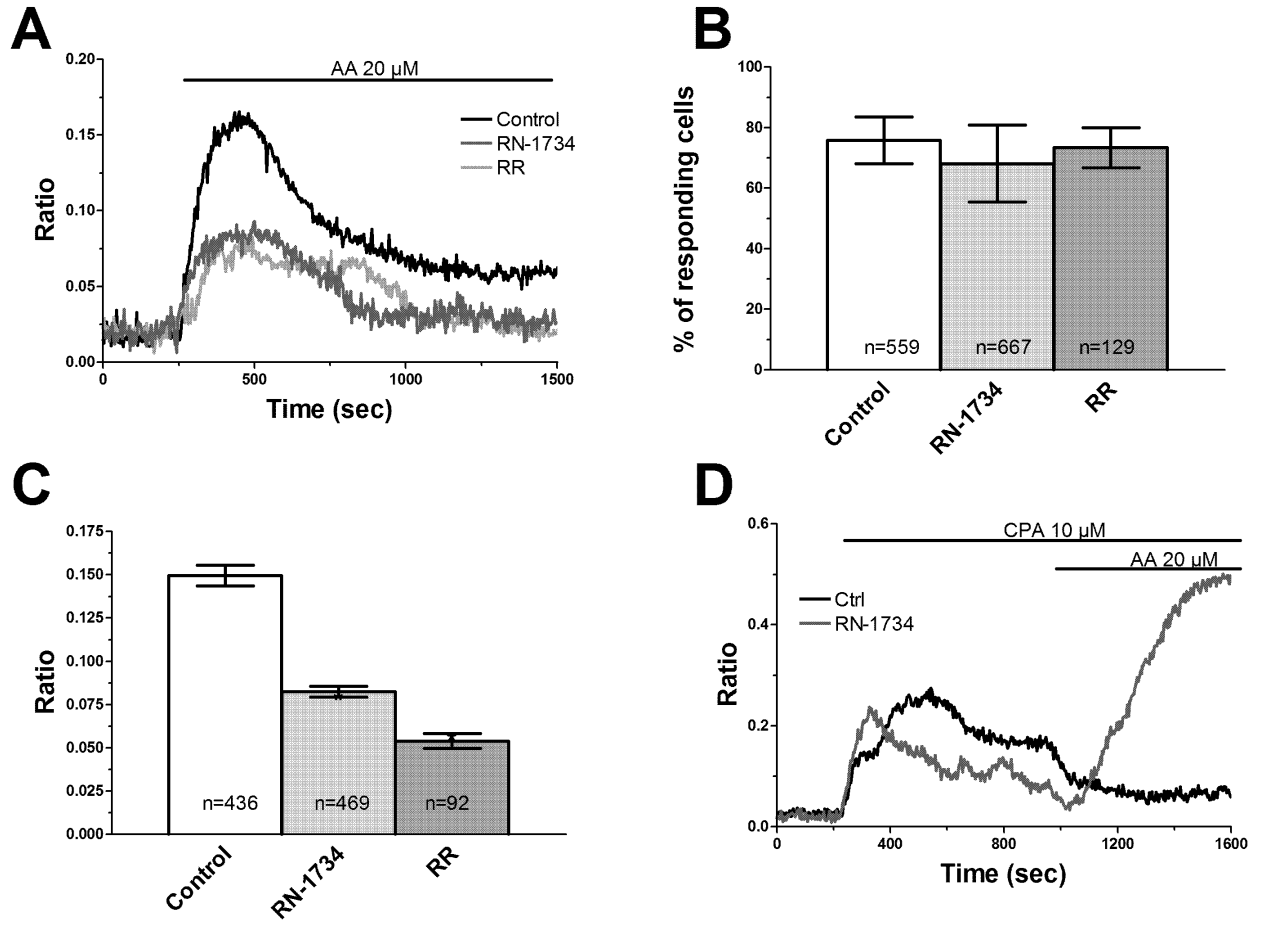 A
0.20
0.15
0.10
0.05
0.00
Ratio
AA 20 µM
Control
RN-1734
RR
0
500
1000
1500
Time (sec)
B
100
80
60
40
20
0
% of responding cells
n=559
n=667
n=129
Control
RN-1734
RR
C
0.175
0.150
0.125
0.100
0.075
0.050
0.025
0.000
Ratio
*
*
n=436
n=469
n=92
Control
RN-1734
RR
D
0.6
0.4
0.2
0.0
Ratio
CPA 10 µM
AA 20 µM
Ctrl
RN-1734
0
400
800
1200
1600
Time (sec)